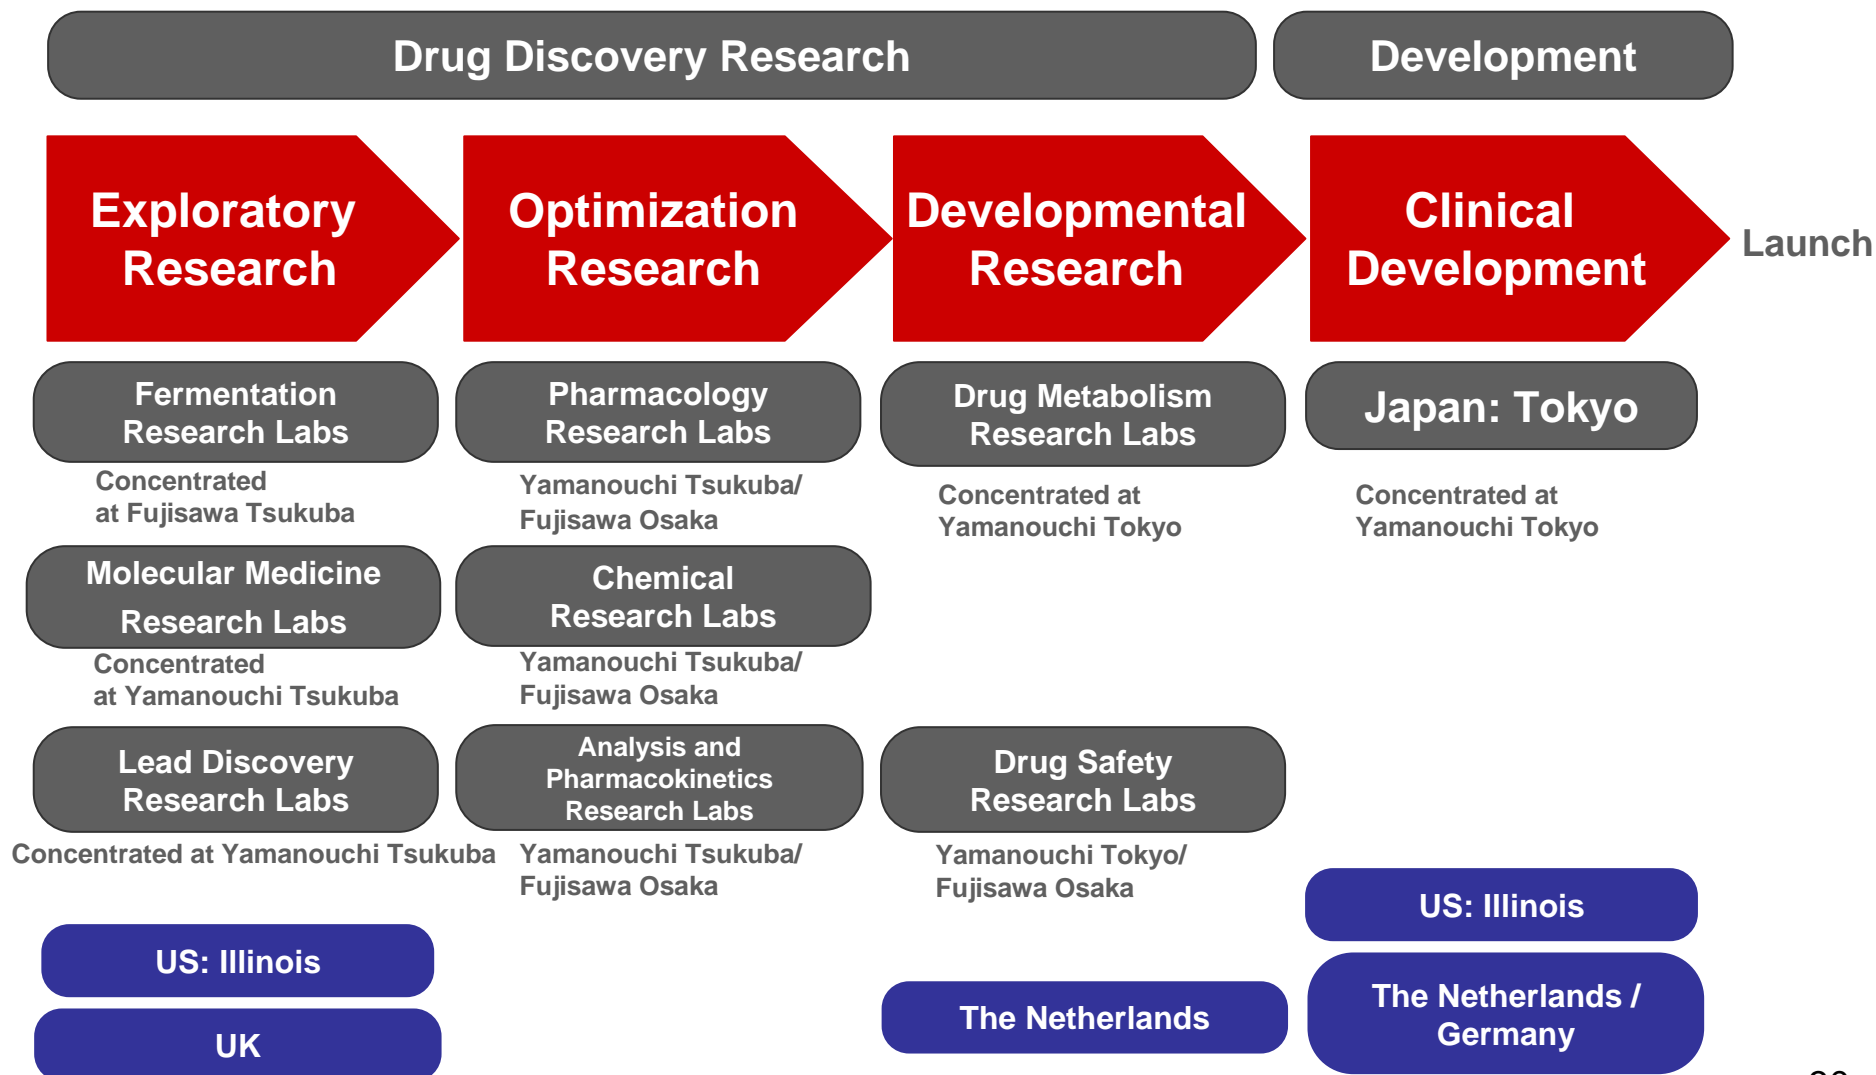 Drug Discovery Research
Development
Exploratory
Research
Optimization
Research
Developmental
Research
Clinical
Development
Launch
Fermentation
Research Labs
Concentrated
at Fujisawa Tsukuba
Pharmacology
Research Labs
Yamanouchi Tsukuba/
Fujisawa Osaka
Drug Metabolism
Research Labs
Concentrated at
Yamanouchi Tokyo
Japan: Tokyo
Concentrated at
Yamanouchi Tokyo
Molecular Medicine
Research Labs
Concentrated
at Yamanouchi Tsukuba
Chemical
Research Labs
Yamanouchi Tsukuba/
Fujisawa Osaka
Lead Discovery
Research Labs
Concentrated at Yamanouchi Tsukuba
Analysis and
Pharmacokinetics
Research Labs
Yamanouchi Tsukuba/
Fujisawa Osaka
Drug Safety
Research Labs
Yamanouchi Tokyo/
Fujisawa Osaka
US: Illinois
UK
The Netherlands
US: Illinois
The Netherlands /
Germany